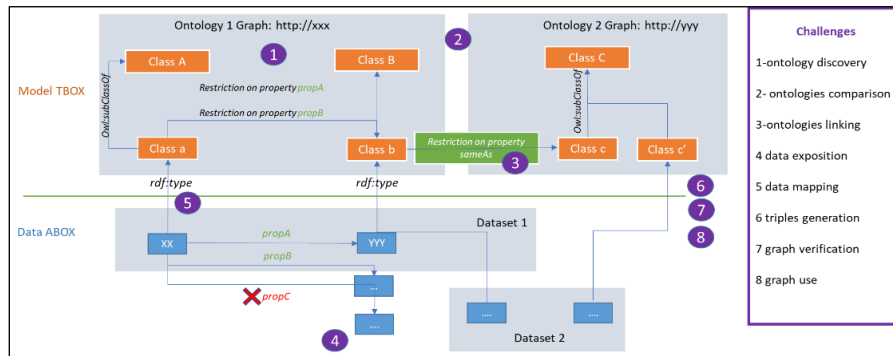 Ontology 1 Graph: http://xxx
Ontology 2 Graph: http://yyy
Challenges
1
2
Class A
Class B
Class C
1-ontology discovery
2- ontologies comparison
3-ontologies linking
4 data exposition
5 data mapping
6 triples generation
7 graph verification
8 graph use
Model TBOX
Owl:subClassOf
Restriction on property propA
Restriction on property propB
Owl:subClassOf
Class a
Class b
Restriction on property
sameAs
3
Class c
Class c'
rdf:type
rdf:type
5
6
7
8
Data ABOX
Dataset 1
XX
propA
YYY
propB
...
propC
4
....
....
....
Dataset 2